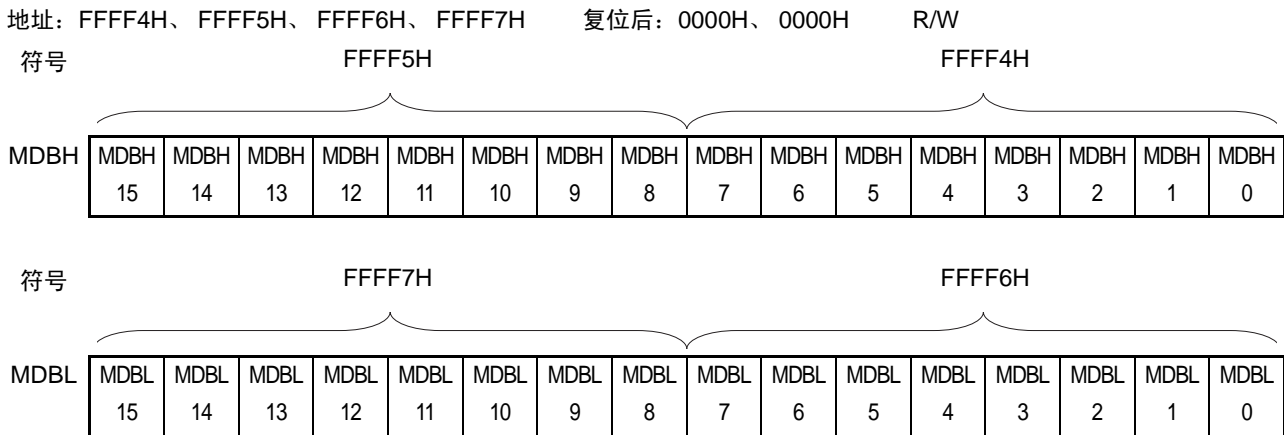 地址：FFFF4H、 FFFF5H、 FFFF6H、 FFFF7H 复位后：0000H、 0000H R/W
符号 FFFF5H FFFF4H
MDBH MDBH MDBH MDBH MDBH MDBH MDBH MDBH MDBH MDBH MDBH MDBH MDBH MDBH MDBH MDBH MDBH
15 14 13 12 11 10 9 8 7 6 5 4 3 2 1 0
符号 FFFF7H FFFF6H
MDBL MDBL MDBL MDBL MDBL MDBL MDBL MDBL MDBL MDBL MDBL MDBL MDBL MDBL MDBL MDBL MDBL
15 14 13 12 11 10 9 8 7 6 5 4 3 2 1 0